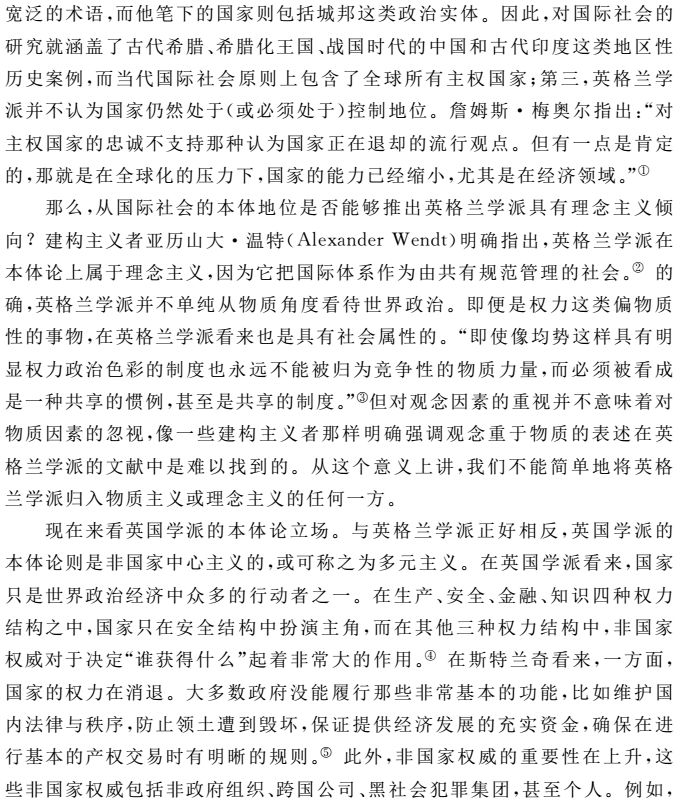 宽泛的术语,而他笔下的国家则包括城邦这类政治实体。因此,对国际社会的
研究就涵盖了古代希腊、希腊化王国、战国时代的中国和古代印度这类地区性
历史案例,而当代国际社会原则上包含了全球所有主权国家;第三,英格兰学
派并不认为国家仍然处于(或必须处于)控制地位。詹姆斯·梅奥尔指出:“对
主权国家的忠诚不支持那种认为国家正在退却的流行观点。但有一点是肯定
的,那就是在全球化的压力下,国家的能力已经缩小,尤其是在经济领域。”①
那么,从国际社会的本体地位是否能够推出英格兰学派具有理念主义倾
向?建构主义者亚历山大·温特(Alexander Wendt)明确指出,英格兰学派在
本体论上属于理念主义,因为它把国际体系作为由共有规范管理的社会。② 的
确,英格兰学派并不单纯从物质角度看待世界政治。即便是权力这类偏物质
性的事物,在英格兰学派看来也是具有社会属性的。“即使像均势这样具有明
显权力政治色彩的制度也永远不能被归为竞争性的物质力量,而必须被看成
是一种共享的惯例,甚至是共享的制度。”③但对观念因素的重视并不意味着对
物质因素的忽视,像一些建构主义者那样明确强调观念重于物质的表述在英
格兰学派的文献中是难以找到的。从这个意义上讲,我们不能简单地将英格
兰学派归入物质主义或理念主义的任何一方。
现在来看英国学派的本体论立场。与英格兰学派正好相反,英国学派的
本体论则是非国家中心主义的,或可称之为多元主义。在英国学派看来,国家
只是世界政治经济中众多的行动者之一。在生产、安全、金融、知识四种权力
结构之中,国家只在安全结构中扮演主角,而在其他三种权力结构中,非国家
权威对于决定“谁获得什么”起着非常大的作用。④ 在斯特兰奇看来,一方面,
国家的权力在消退。大多数政府没能履行那些非常基本的功能,比如维护国
内法律与秩序,防止领土遭到毁坏,保证提供经济发展的充实资金,确保在进
行基本的产权交易时有明晰的规则。⑤ 此外,非国家权威的重要性在上升,这
些非国家权威包括非政府组织、跨国公司、黑社会犯罪集团,甚至个人。例如,